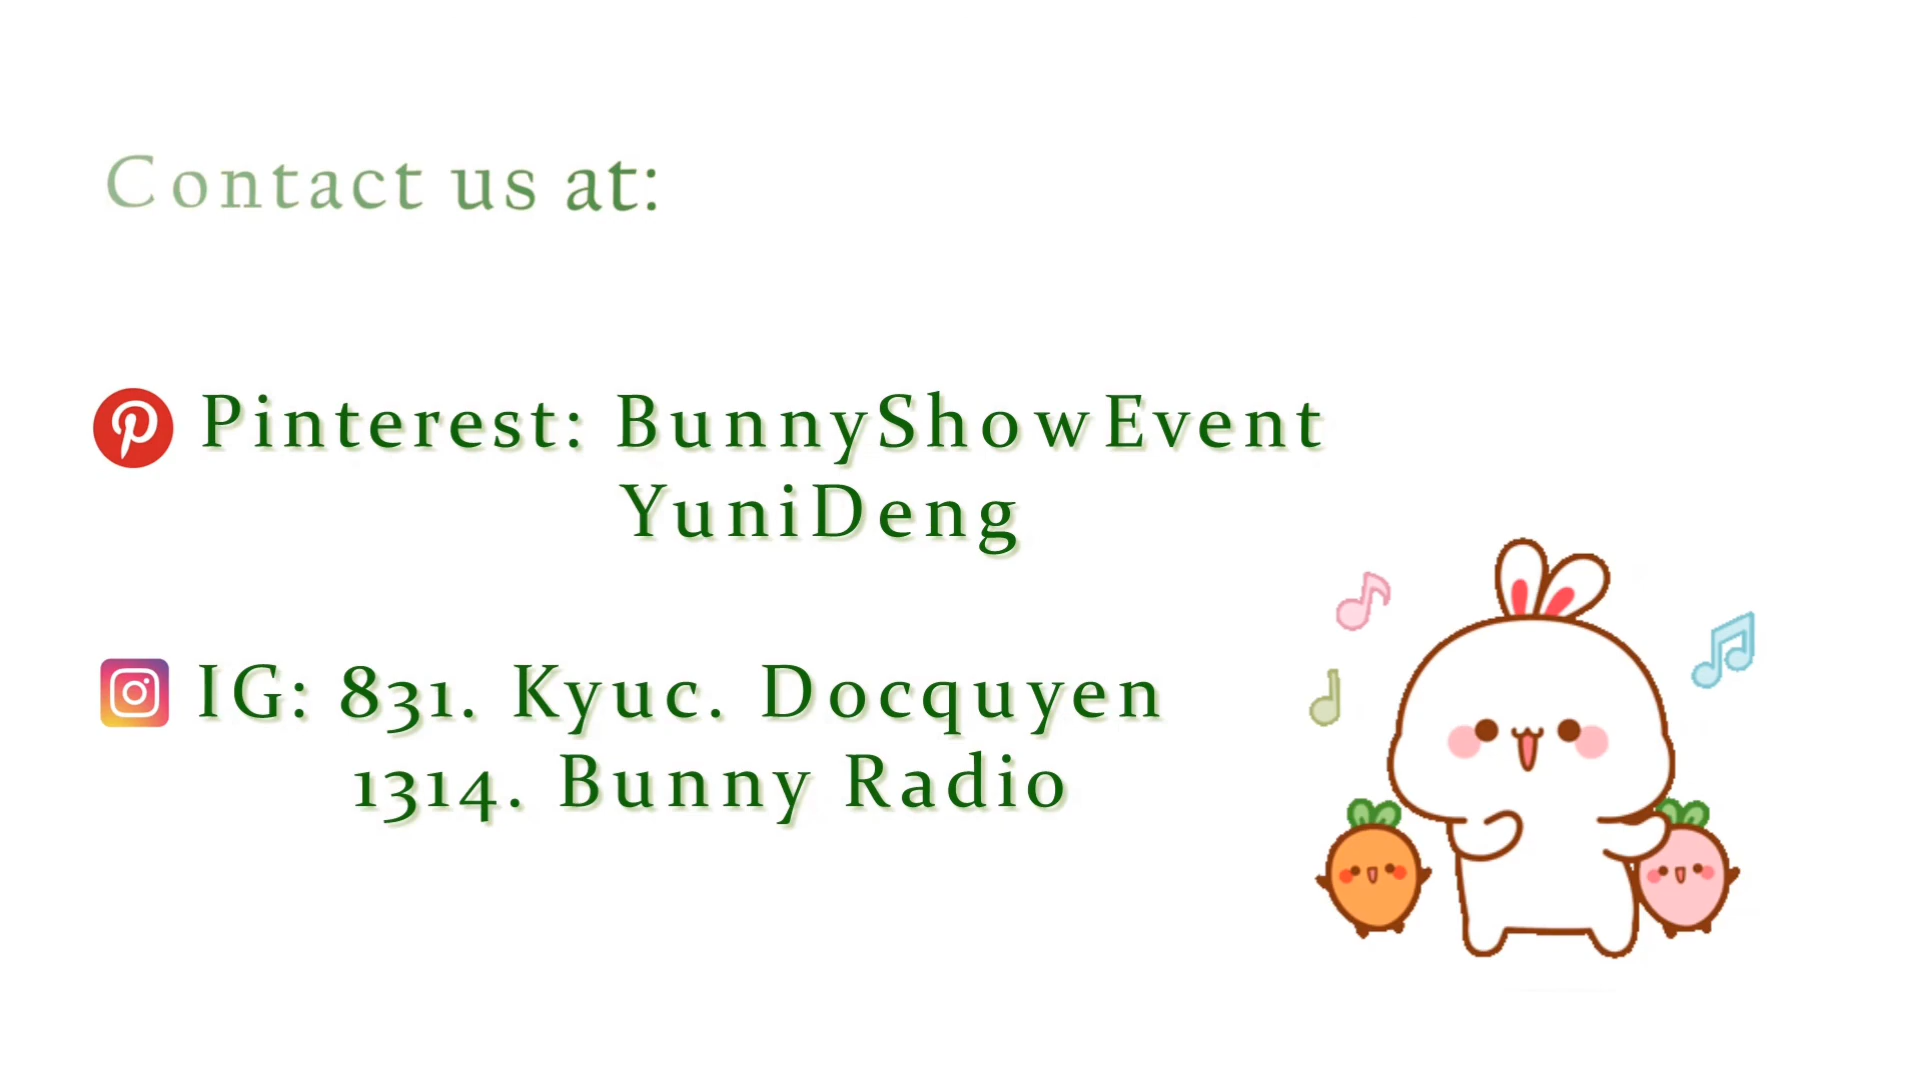 Contact us at:
Pinterest: BunnyShowEvent
YuniDeng
IG: 831. Kyuc. Docquyen
1314. Bunny Radio